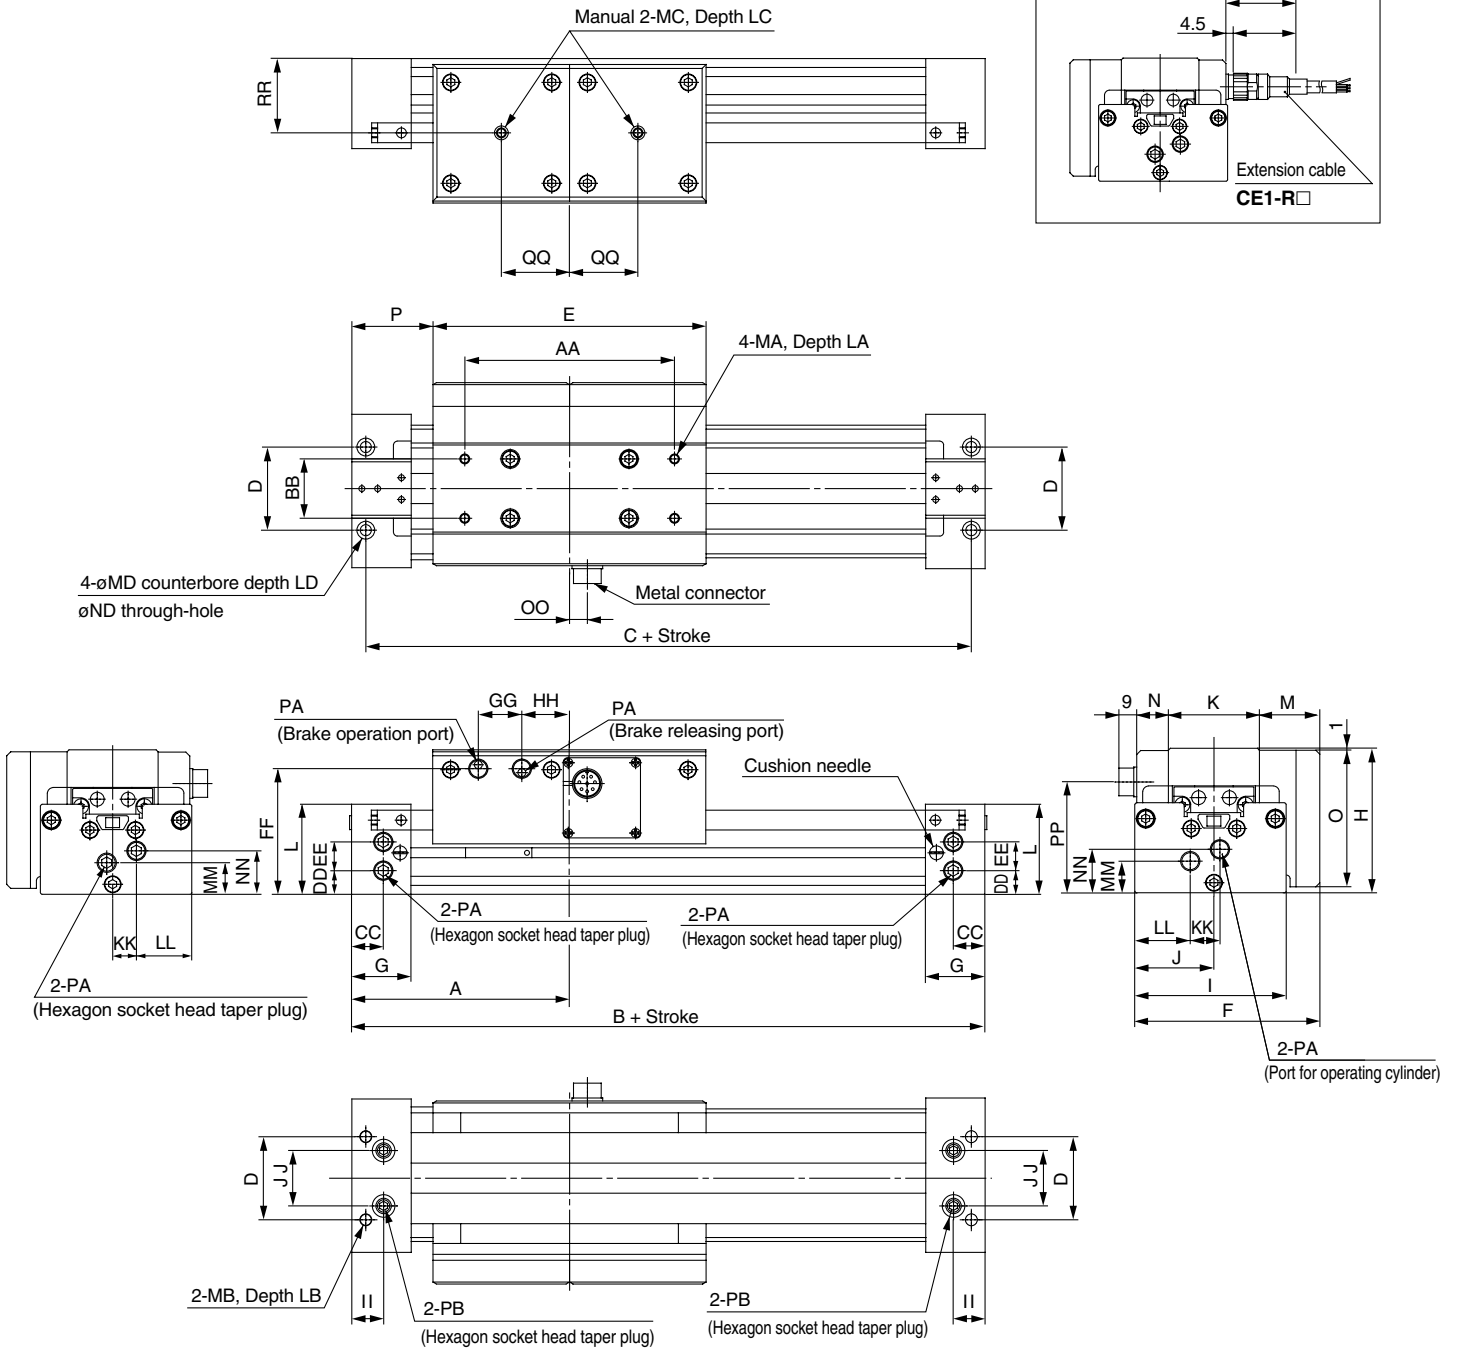 Manual 2-MC, Depth LC
4.5
RR
Extension cable
CE1-R□
QQ QQ
P E
AA
4-MA, Depth LA
D BB D
4-øMD counterbore depth LD
øND through-hole
Metal connector
OO
C + Stroke
GG HH
PA
(Brake operation port)
PA
(Brake releasing port)
Cushion needle
9 N K M
1
FF L DD EE EE DD L
PP NN MM O H
MM NN
KK LL
2-PA
(Hexagon socket head taper plug)
2-PA
(Hexagon socket head taper plug)
2-PA
(Hexagon socket head taper plug)
CC CC
G G
A
B + Stroke
LL KK
J
I
F
2-PA
(Port for operating cylinder)
D JJ JJ D
2-MB, Depth LB
II II
2-PB
(Hexagon socket head taper plug)
2-PB
(Hexagon socket head taper plug)